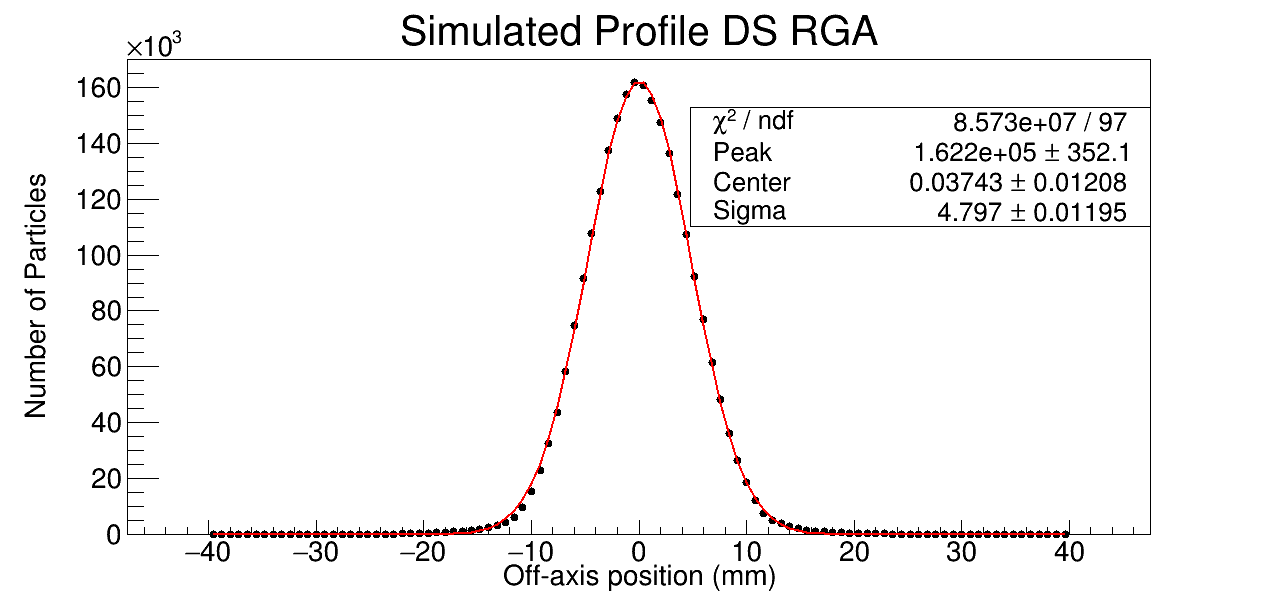 Simulated Profile DS RGA
×10³
160
140
120
100
80
60
40
20
0
Number of Particles
χ² / ndf 8.573e+07 / 97
Peak 1.622e+05 ± 352.1
Center 0.03743 ± 0.01208
Sigma 4.797 ± 0.01195
−40 −30 −20 −10 0 10 20 30 40
Off-axis position (mm)